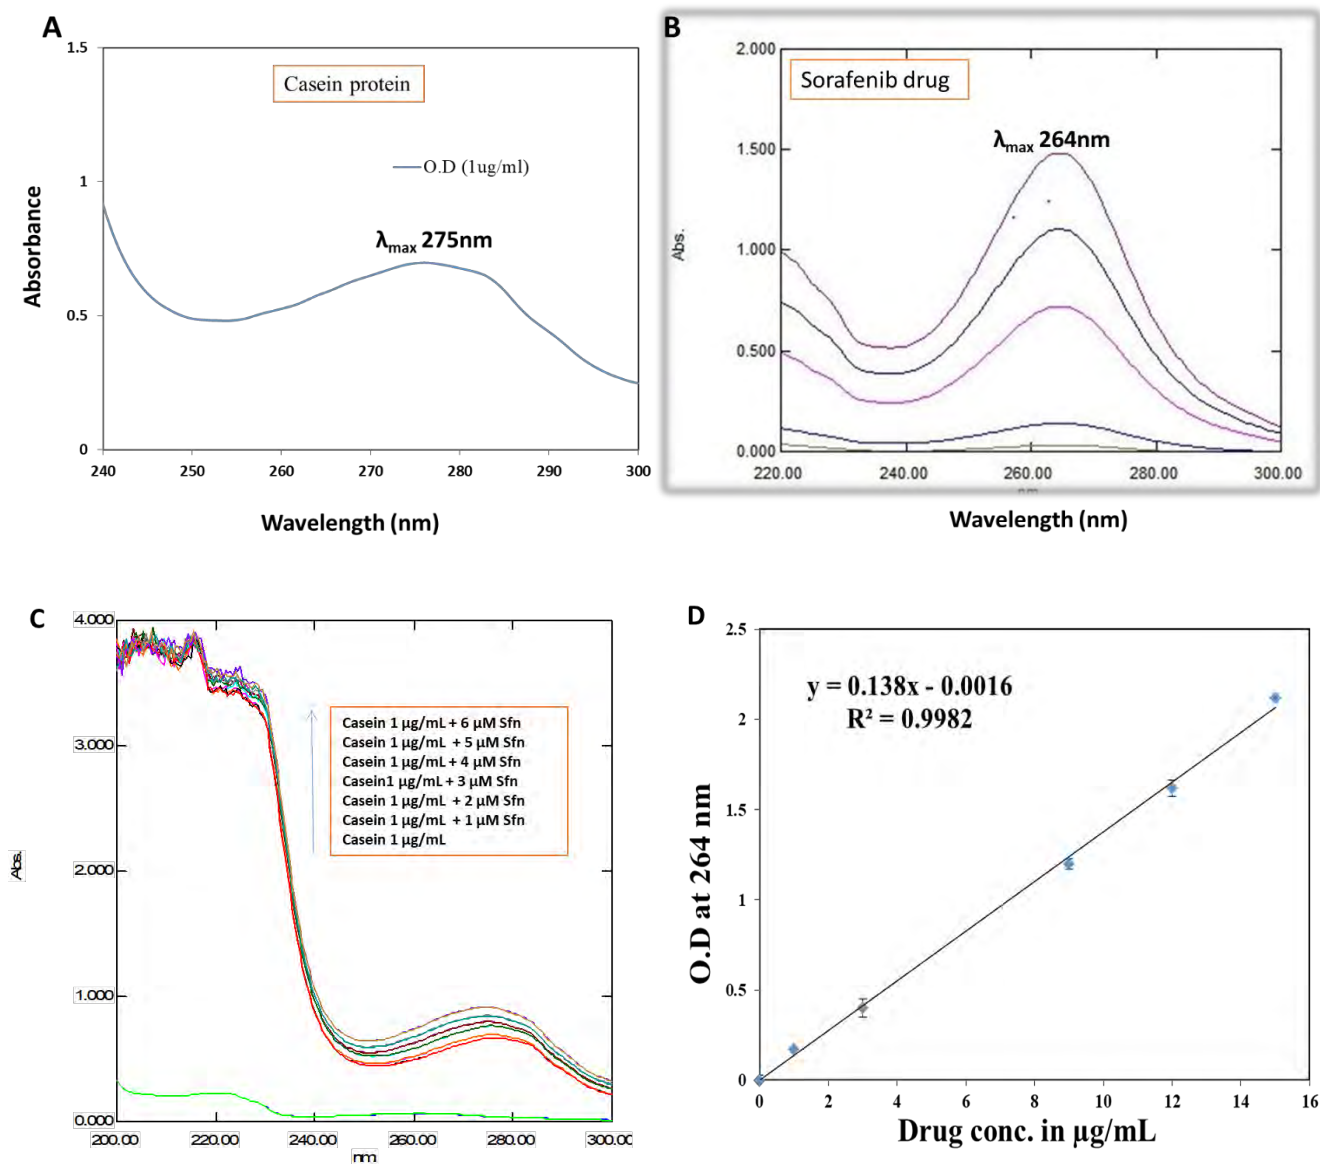 A
1.5
1
0.5
0
Casein protein
O.D (1ug/ml)
λmax 275nm
Absorbance
240 250 260 270 280 290 300
Wavelength (nm)
B
2.000
1.500
1.000
0.500
0.000
Sorafenib drug
λmax 264nm
Abs.
220.00 240.00 260.00 280.00 300.00
Wavelength (nm)
C
4.000
3.000
2.000
1.000
0.000
Abs.
Casein 1 µg/mL + 6 µM Sfn
Casein 1 µg/mL + 5 µM Sfn
Casein 1 µg/mL + 4 µM Sfn
Casein1 µg/mL + 3 µM Sfn
Casein 1 µg/mL + 2 µM Sfn
Casein 1 µg/mL + 1 µM Sfn
Casein 1 µg/mL
200.00 220.00 240.00 260.00 280.00 300.00
nm
D
2.5
2
1.5
1
0.5
0
y = 0.138x - 0.0016
R² = 0.9982
O.D at 264 nm
0 2 4 6 8 10 12 14 16
Drug conc. in µg/mL